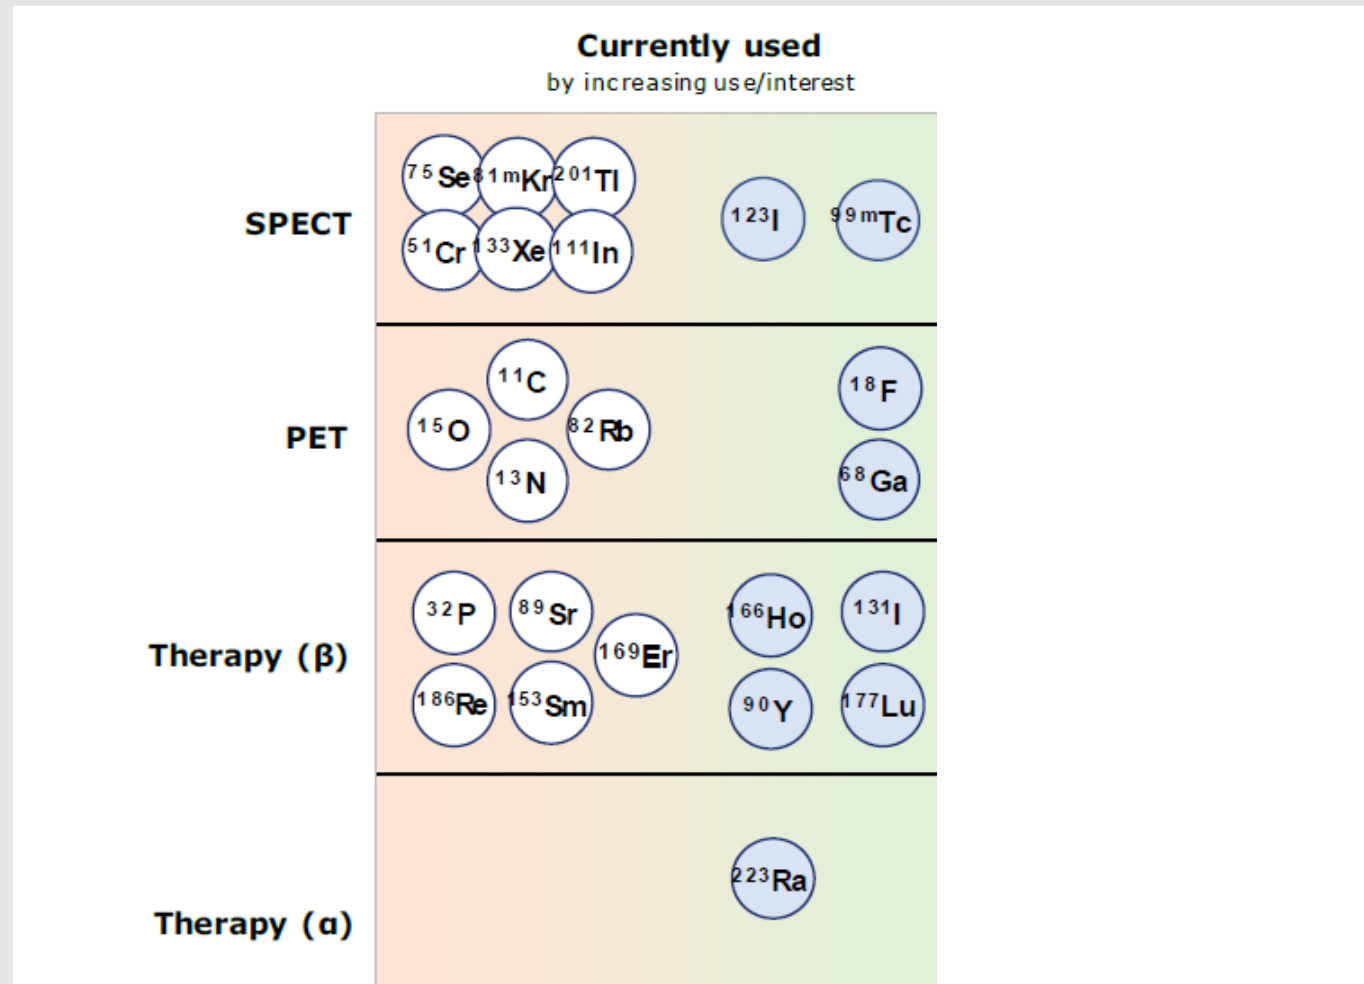 Currently used
by increasing use/interest
SPECT
75Se 81mKr 201Tl
51Cr 133Xe 111In
123I 99mTc
PET
11C
15O 82Rb
13N
18F
68Ga
Therapy (β)
32P 89Sr
169Er
186Re 153Sm
166Ho 131I
90Y 177Lu
Therapy (α)
223Ra